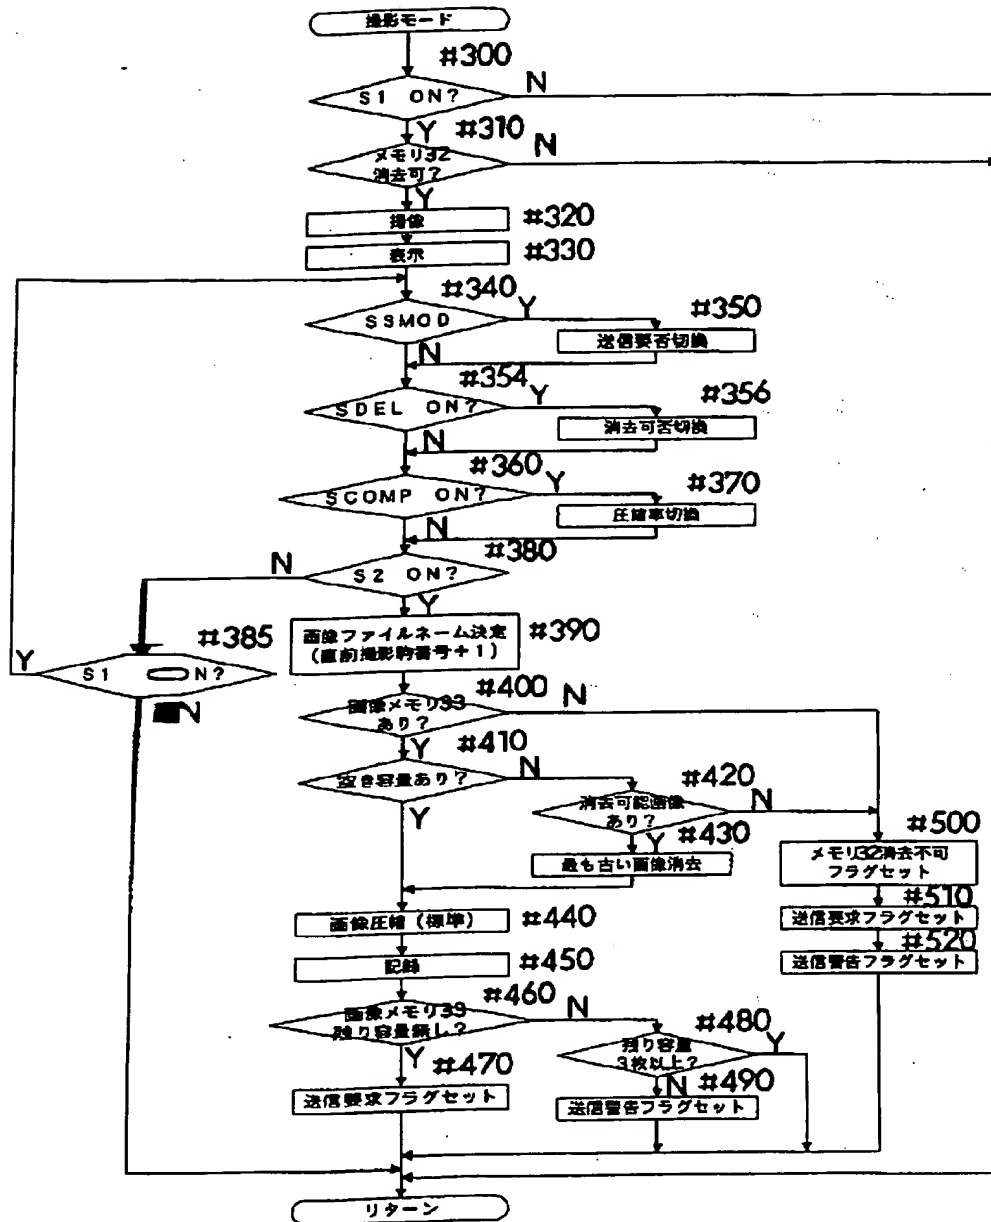 撮影モード
#300
S1 ON?
N
Y
#310
メモリ32
消去可?
N
Y
撮像
#320
表示
#330
#340
S3MOD
Y
#350
送信要否切換
N
#354
SDEL ON?
Y
#356
消去可否切換
N
#360
SCOMP ON?
Y
#370
圧縮率切換
N
#380
S2 ON?
N
Y
#385
S1 ON?
Y
N
画像ファイルネーム決定
(直前撮影駒番号+1)
#390
#400
画像メモリ33
あり?
N
Y
#410
空き容量あり?
N
Y
#420
消去可能画像
あり?
N
Y
#430
最も古い画像消去
#500
メモリ32消去不可
フラグセット
#510
送信要求フラグセット
#520
送信警告フラグセット
画像圧縮(標準)
#440
記録
#450
#460
画像メモリ33
残り容量無し?
N
Y
#470
送信要求フラグセット
#480
残り容量
3枚以上?
Y
N
#490
送信警告フラグセット
リターン